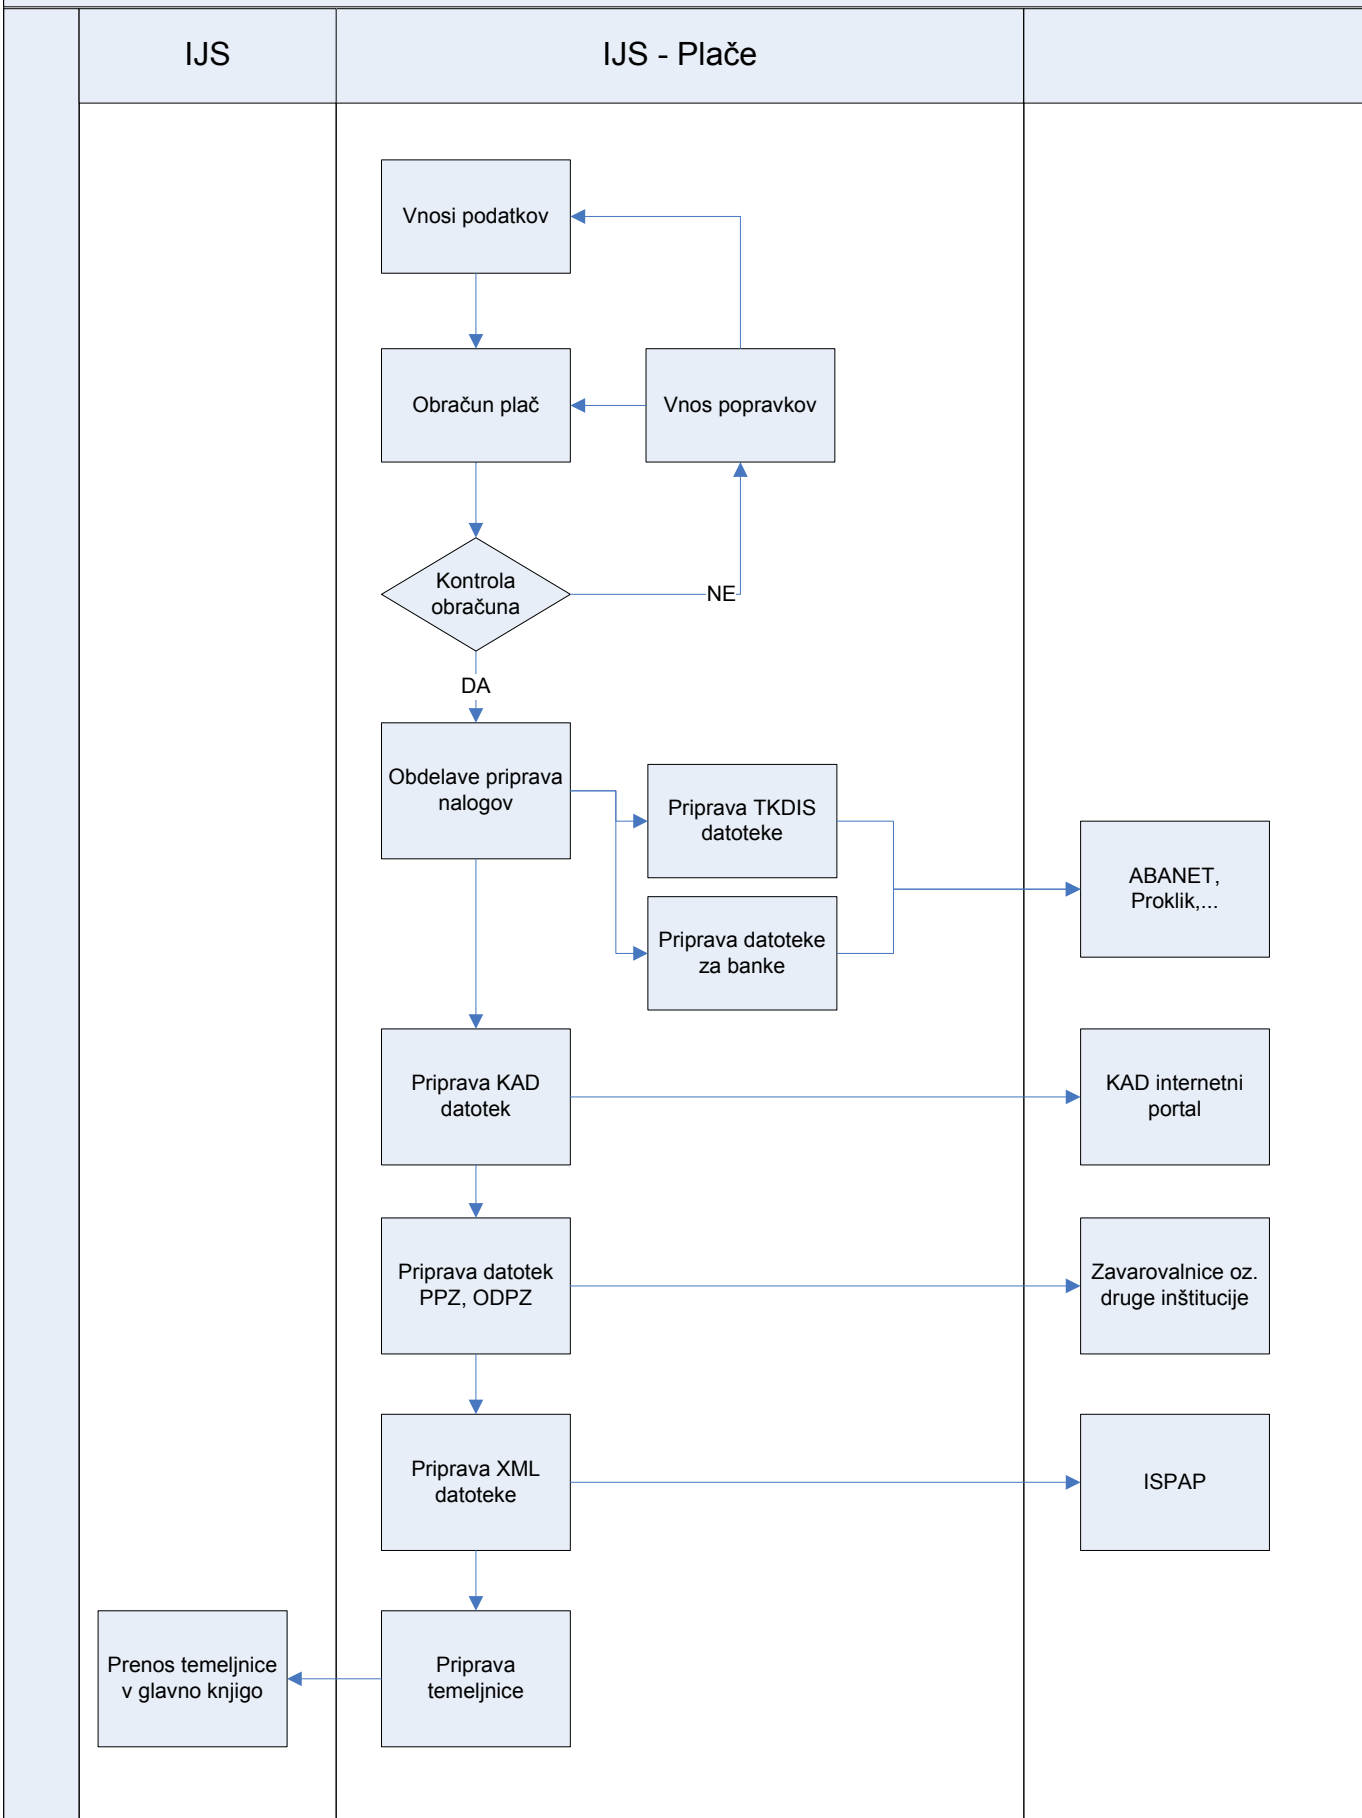 IJS
IJS - Plače
Vnosi podatkov
Obračun plač
Vnos popravkov
Kontrola
obračuna
NE
DA
Obdelave priprava
nalogov
Priprava TKDIS
datoteke
Priprava datoteke
za banke
ABANET,
Proklik,...
Priprava KAD
datotek
KAD internetni
portal
Priprava datotek
PPZ, ODPZ
Zavarovalnice oz.
druge inštitucije
Priprava XML
datoteke
ISPAP
Prenos temeljnice
v glavno knjigo
Priprava
temeljnice